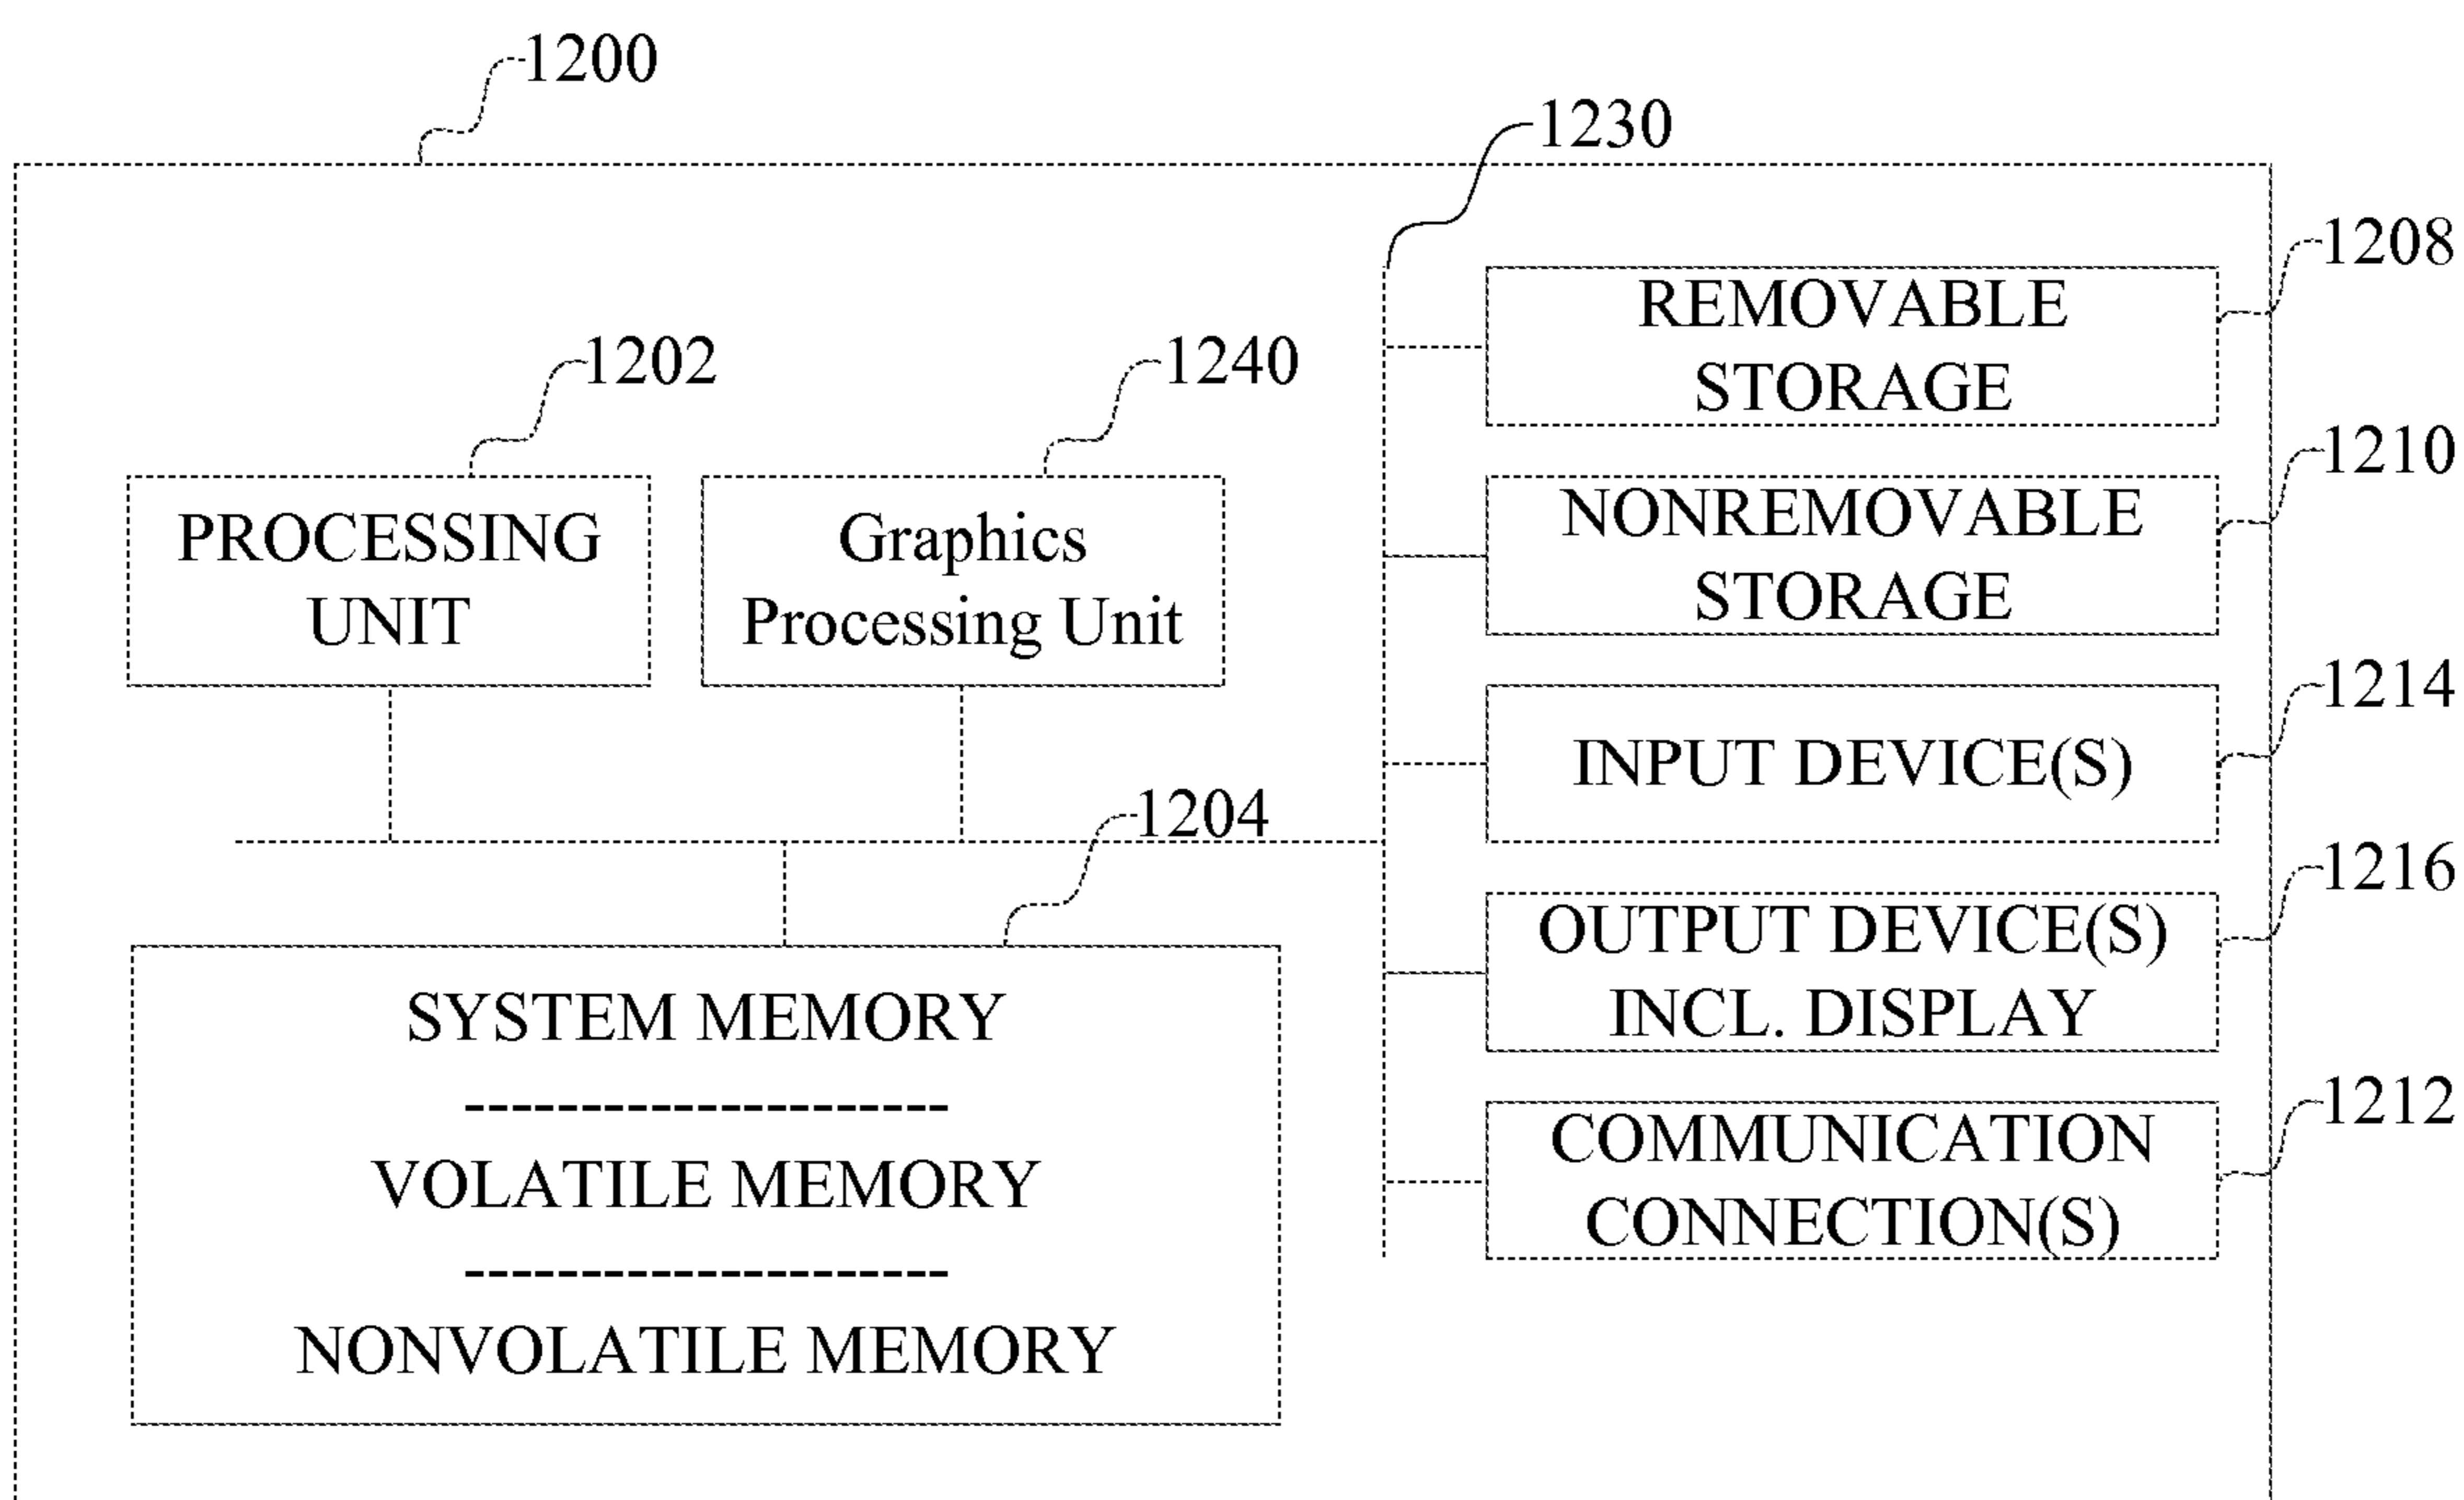 1200
1230
1208
REMOVABLE
STORAGE
1202
1240
1210
PROCESSING
UNIT
Graphics
Processing Unit
NONREMOVABLE
STORAGE
1214
INPUT DEVICE(S)
1204
1216
OUTPUT DEVICE(S)
INCL. DISPLAY
SYSTEM MEMORY
---------------------
VOLATILE MEMORY
---------------------
NONVOLATILE MEMORY
1212
COMMUNICATION
CONNECTION(S)